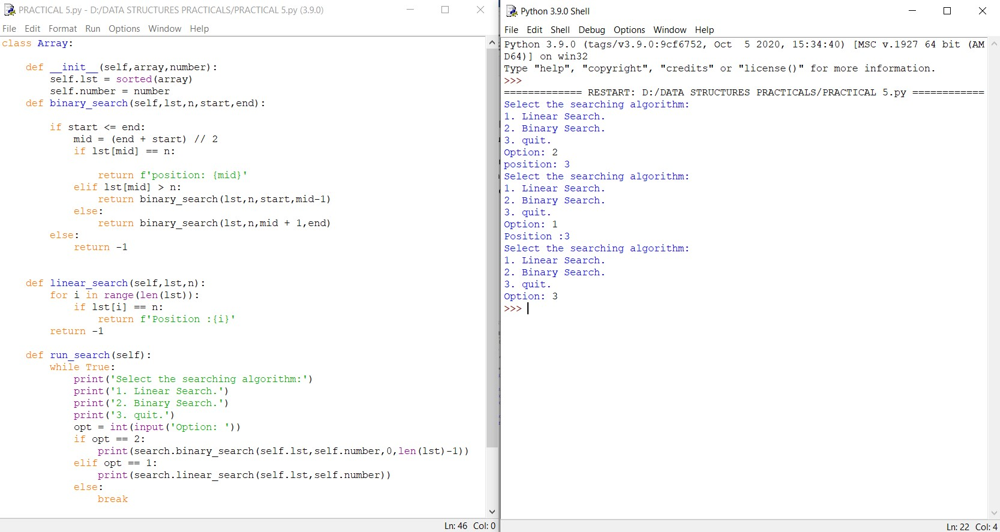 PRACTICAL 5.py - D:/DATA STRUCTURES PRACTICALS/PRACTICAL 5.py (3.9.0)
File Edit Format Run Options Window Help
class Array:
    def __init__(self,array,number):
        self.lst = sorted(array)
        self.number = number
    def binary_search(self,lst,n,start,end):
        if start <= end:
            mid = (end + start) // 2
            if lst[mid] == n:
                return f'position: {mid}'
            elif lst[mid] > n:
                return binary_search(lst,n,start,mid-1)
            else:
                return binary_search(lst,n,mid + 1,end)
        else:
            return -1
    def linear_search(self,lst,n):
        for i in range(len(lst)):
            if lst[i] == n:
                return f'Position :{i}'
        return -1
    def run_search(self):
        while True:
            print('Select the searching algorithm:')
            print('1. Linear Search.')
            print('2. Binary Search.')
            print('3. quit.')
            opt = int(input('Option: '))
            if opt == 2:
                print(search.binary_search(self.lst,self.number,0,len(lst)-1))
            elif opt == 1:
                print(search.linear_search(self.lst,self.number))
            else:
                break
Ln: 46 Col: 0
Python 3.9.0 Shell
File Edit Shell Debug Options Window Help
Python 3.9.0 (tags/v3.9.0:9cf6752, Oct  5 2020, 15:34:40) [MSC v.1927 64 bit (AM
D64)] on win32
Type "help", "copyright", "credits" or "license()" for more information.
>>>
============= RESTART: D:/DATA STRUCTURES PRACTICALS/PRACTICAL 5.py ============
Select the searching algorithm:
1. Linear Search.
2. Binary Search.
3. quit.
Option: 2
position: 3
Select the searching algorithm:
1. Linear Search.
2. Binary Search.
3. quit.
Option: 1
Position :3
Select the searching algorithm:
1. Linear Search.
2. Binary Search.
3. quit.
Option: 3
>>>
Ln: 22 Col: 4